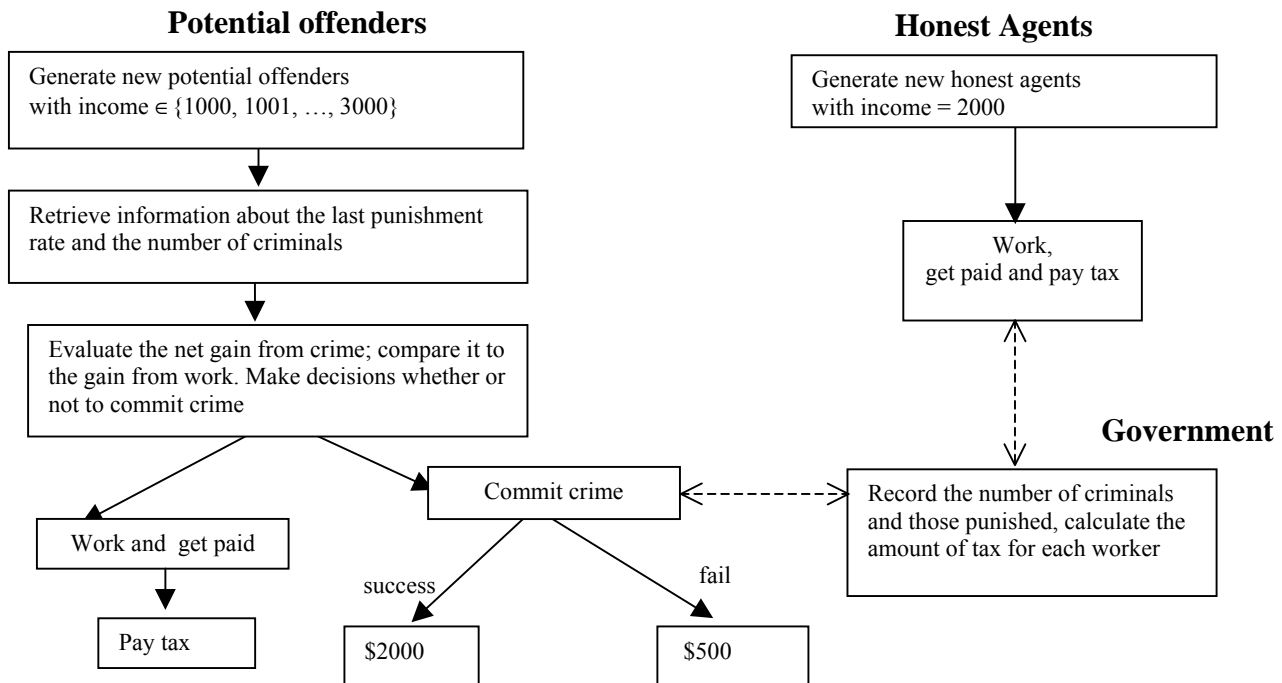 Potential offenders
Generate new potential offenders
with income ∈ {1000, 1001, …, 3000}
Retrieve information about the last punishment
rate and the number of criminals
Evaluate the net gain from crime; compare it to
the gain from work. Make decisions whether or
not to commit crime
Work and get paid
Pay tax
Commit crime
success
fail
$2000
$500
Honest Agents
Generate new honest agents
with income = 2000
Work,
get paid and pay tax
Government
Record the number of criminals
and those punished, calculate the
amount of tax for each worker